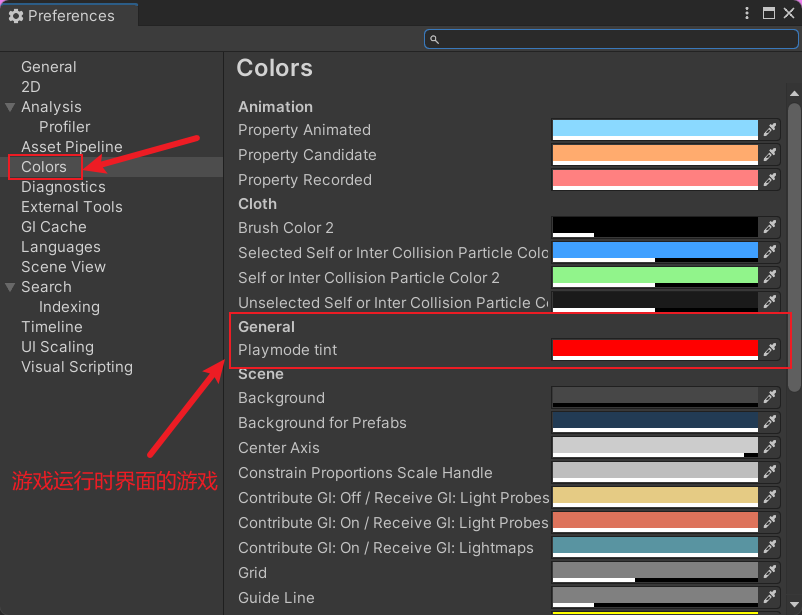 Preferences
General
2D
Analysis
Profiler
Asset Pipeline
Colors
Diagnostics
External Tools
GI Cache
Languages
Scene View
Search
Indexing
Timeline
UI Scaling
Visual Scripting
游戏运行时界面的游戏
Colors
Animation
Property Animated
Property Candidate
Property Recorded
Cloth
Brush Color 2
Selected Self or Inter Collision Particle Colo
Self or Inter Collision Particle Color 2
Unselected Self or Inter Collision Particle C
General
Playmode tint
Scene
Background
Background for Prefabs
Center Axis
Constrain Proportions Scale Handle
Contribute GI: Off / Receive GI: Light Probes
Contribute GI: On / Receive GI: Light Probes
Contribute GI: On / Receive GI: Lightmaps
Grid
Guide Line